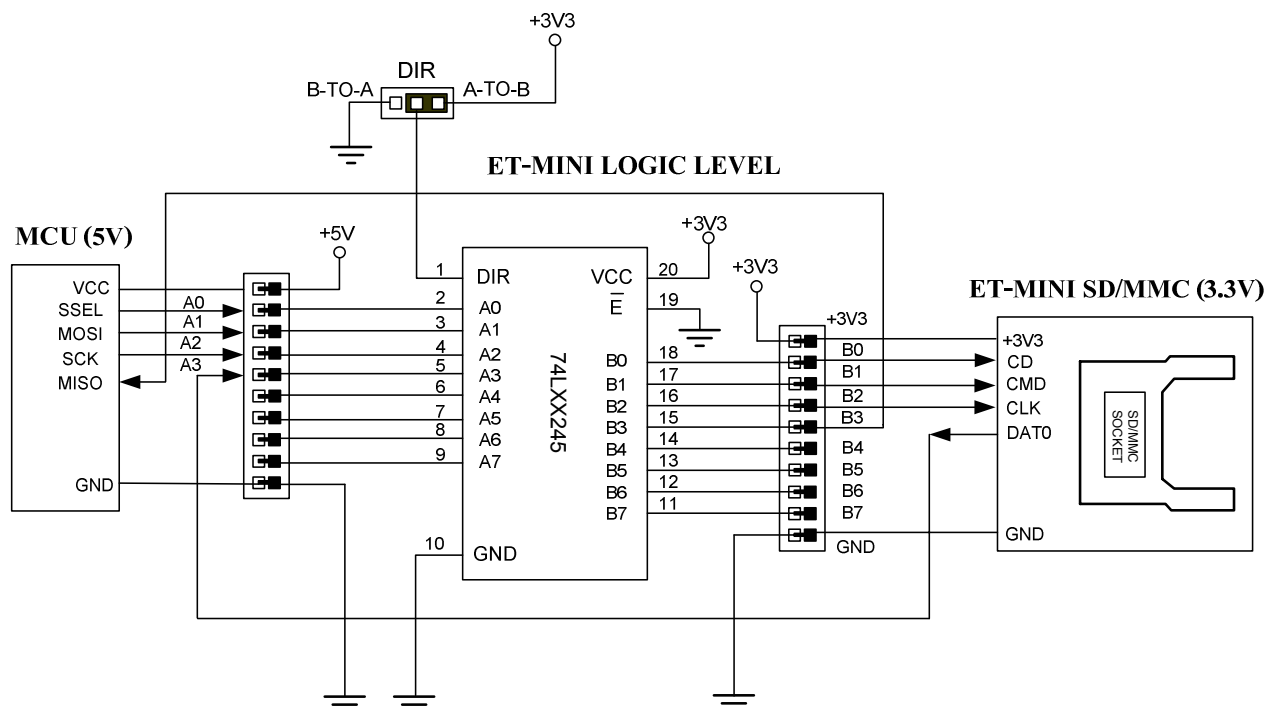 +3V3
DIR
B-TO-A
A-TO-B
ET-MINI LOGIC LEVEL
MCU (5V)
VCC
SSEL
MOSI
SCK
MISO
GND
A0
A1
A2
A3
+5V
1
2
3
4
5
6
7
8
9
10
DIR
A0
A1
A2
A3
A4
A5
A6
A7
GND
74LXX245
VCC
E
B0
B1
B2
B3
B4
B5
B6
B7
20
19
18
17
16
15
14
13
12
11
+3V3
+3V3
+3V3
B0
B1
B2
B3
B4
B5
B6
B7
GND
ET-MINI SD/MMC (3.3V)
+3V3
CD
CMD
CLK
DAT0
GND
SD/MMC
SOCKET